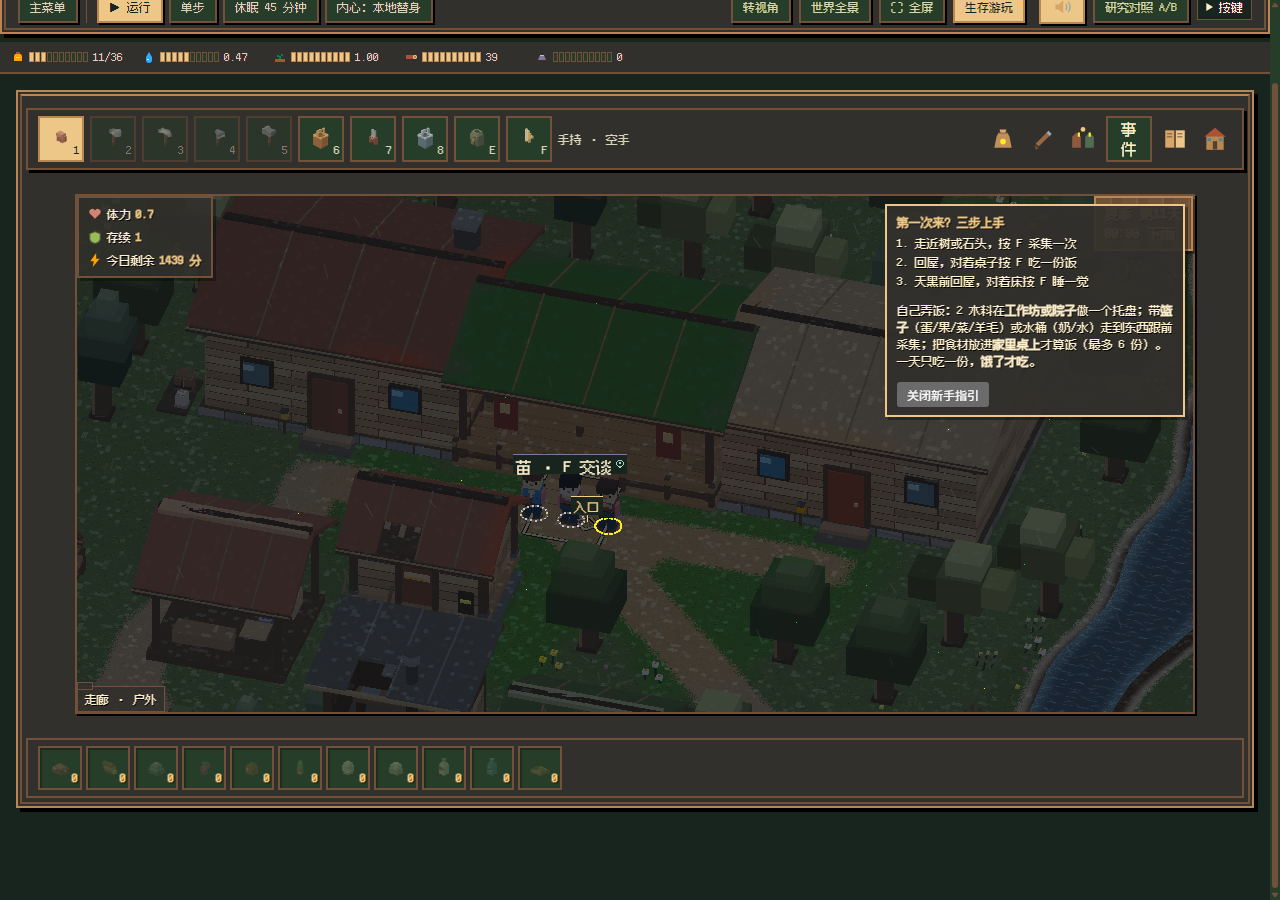 主菜单
▶ 运行
单步
休眠 45 分钟
内心: 本地替身
转视角
世界全景
全屏
生存游玩
研究对照 A/B
▶ 按键
11/36
0.47
1.00
39
0
1
2
3
4
5
6
7
8
E
F
手持 · 空手
事件
体力 0.7
存续 1
今日剩余 1439 分
第一次来? 三步上手
1. 走近树或石头, 按 F 采集一次
2. 回屋, 对着桌子按 F 吃一份饭
3. 天黑前回屋, 对着床按 F 睡一觉
自己弄饭: 2 木料在工作坊或院子做一个托盘; 带篮
子 (蛋/果/菜/羊毛) 或水桶 (奶/水) 走到东西跟前
采集; 把食材放进家里桌上才算饭 (最多 6 份) 。
一天只吃一份, 饿了才吃。
关闭新手指引
苗 · F 交谈
入口
走廊 · 户外
0
0
0
0
0
0
0
0
0
0
0